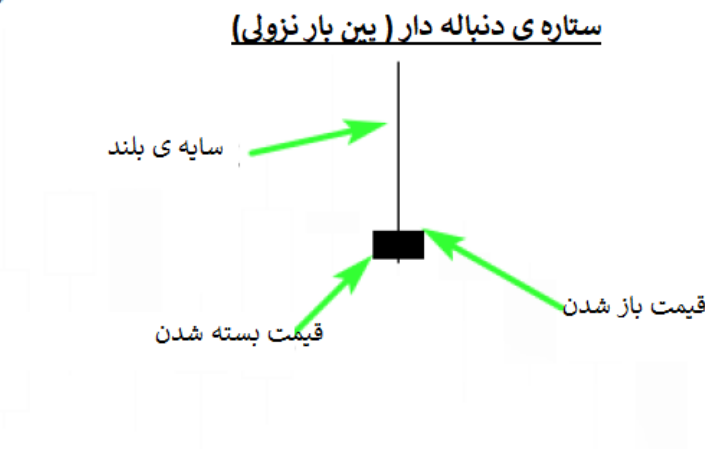 ستاره ی دنباله دار ( پین بار نزولی)
سایه ی بلند
قیمت باز شدن
قیمت بسته شدن